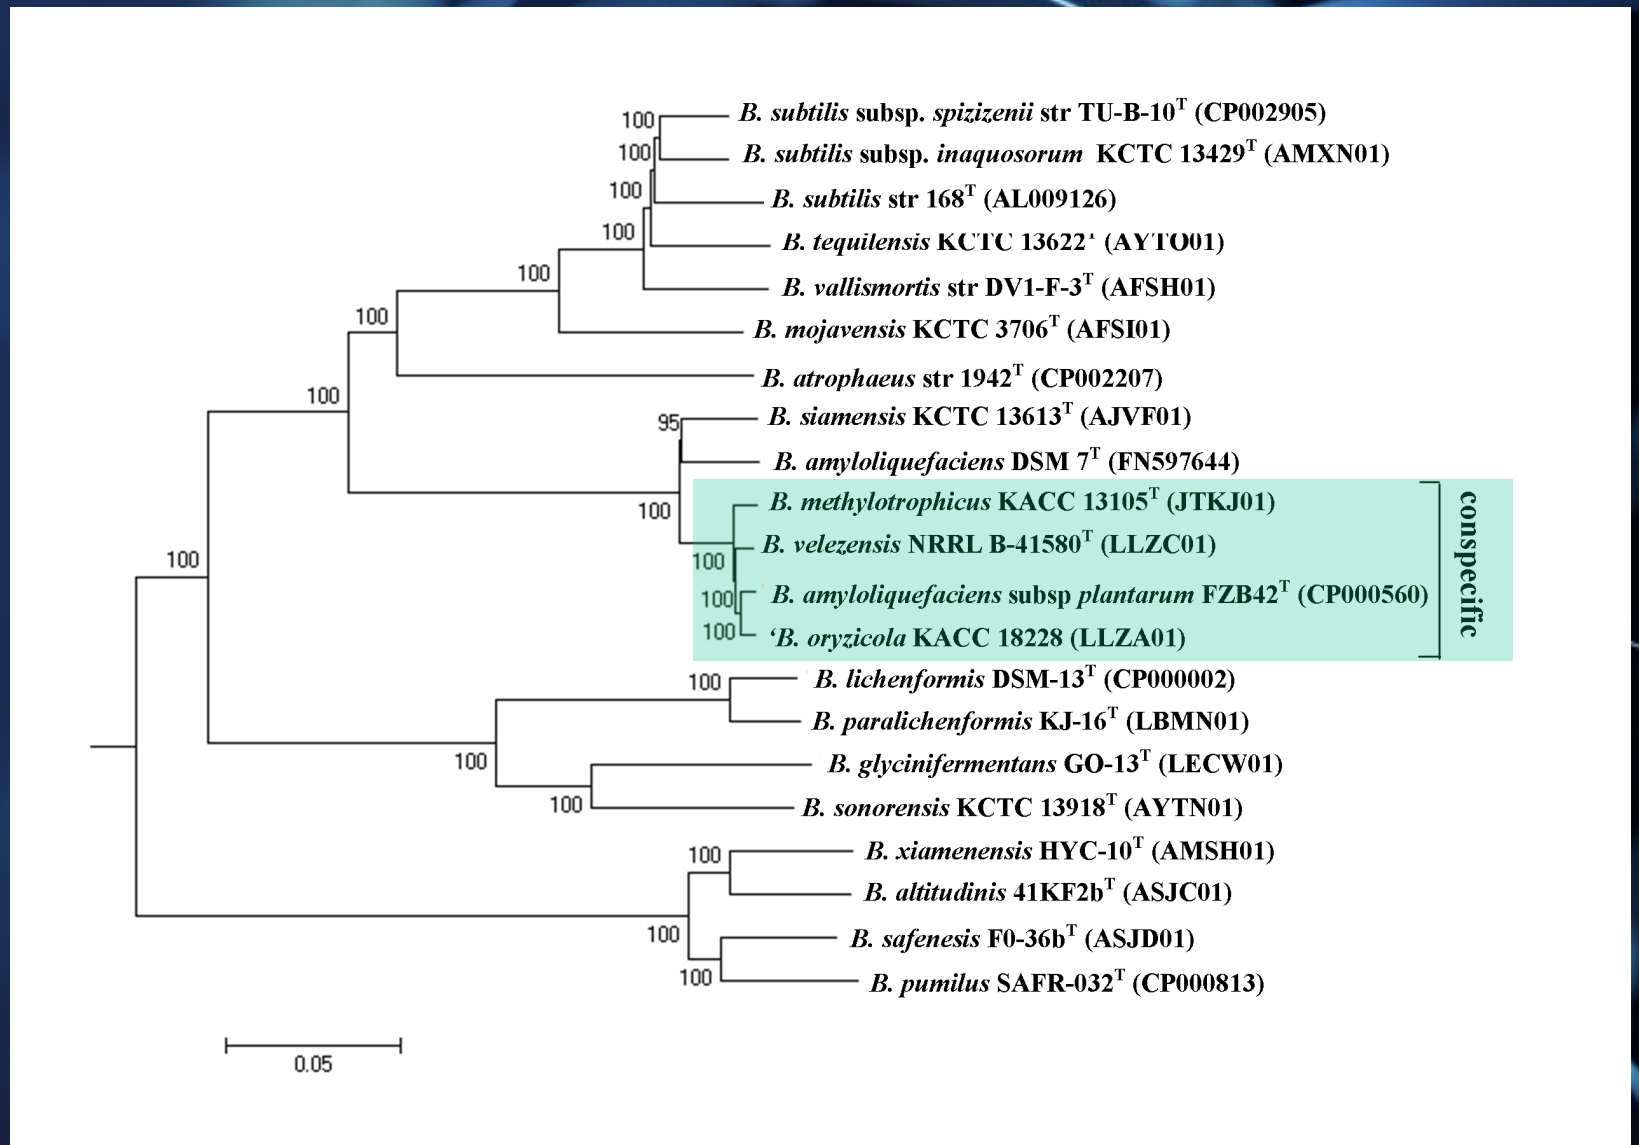 100
B. subtilis subsp. spizizenii str TU-B-10T (CP002905)
100
B. subtilis subsp. inaquosorum KCTC 13429T (AMXN01)
100
B. subtilis str 168T (AL009126)
100
B. tequilensis KCTC 13622T (AYTO01)
100
B. vallismortis str DV1-F-3T (AFSH01)
100
B. mojavensis KCTC 3706T (AFSI01)
100
B. atrophaeus str 1942T (CP002207)
95
B. siamensis KCTC 13613T (AJVF01)
B. amyloliquefaciens DSM 7T (FN597644)
100
B. methylotrophicus KACC 13105T (JTKJ01)
B. velezensis NRRL B-41580T (LLZC01)
100
100
B. amyloliquefaciens subsp plantarum FZB42T (CP000560)
100
‘B. oryzicola KACC 18228 (LLZA01)
conspecific
100
100
B. lichenformis DSM-13T (CP000002)
B. paralichenformis KJ-16T (LBMN01)
100
B. glycinifermentans GO-13T (LECW01)
100
B. sonorensis KCTC 13918T (AYTN01)
100
B. xiamenensis HYC-10T (AMSH01)
B. altitudinis 41KF2bT (ASJC01)
100
B. safenesis F0-36bT (ASJD01)
100
B. pumilus SAFR-032T (CP000813)
0.05